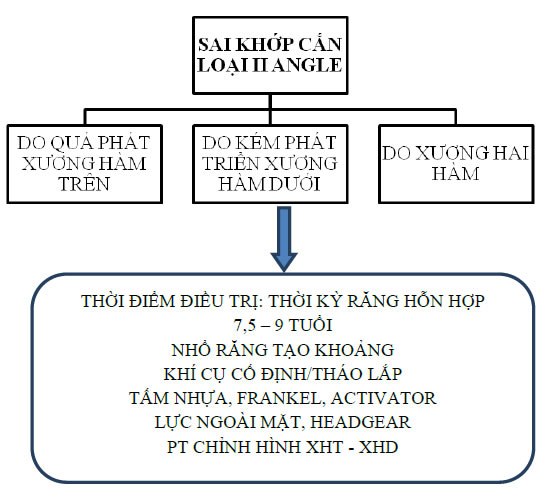 SAI KHỚP CẮN
LOẠI II ANGLE
DO QUÁ PHÁT
XƯƠNG HÀM
TRÊN
DO KÉM PHÁT
TRIỂN XƯƠNG
HÀM DƯỚI
DO XƯƠNG HAI
HÀM
THỜI ĐIỂM ĐIỀU TRỊ: THỜI KỲ RĂNG HỖN HỢP
7,5 – 9 TUỔI
NHỔ RĂNG TẠO KHOẢNG
KHÍ CỤ CỐ ĐỊNH/THÁO LẮP
TẤM NHỰA, FRANKEL, ACTIVATOR
LỰC NGOÀI MẶT, HEADGEAR
PT CHỈNH HÌNH XHT - XHD